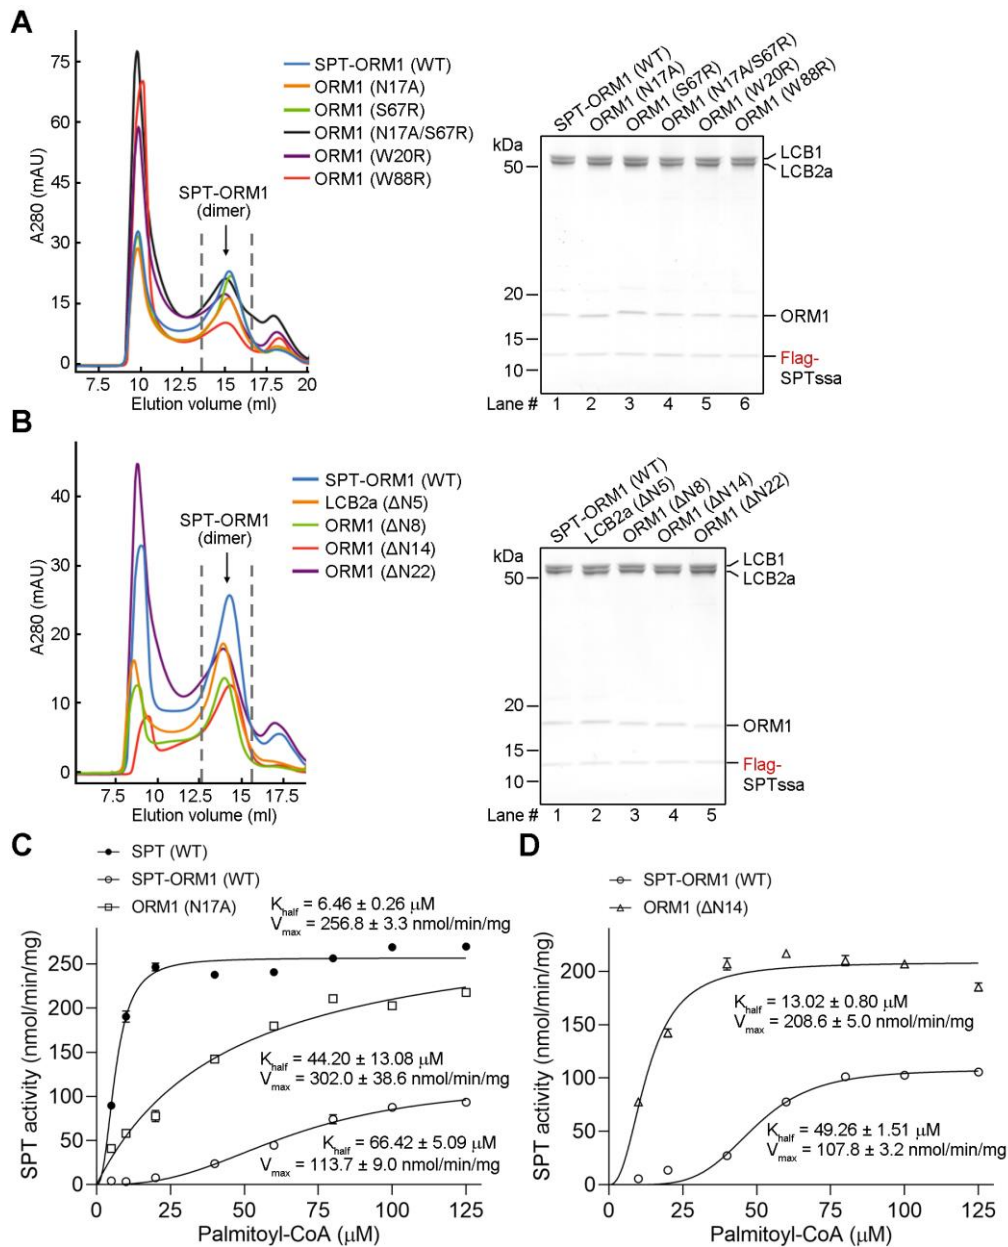 A
75
60
45
30
15
0
A280 (mAU)
7.5 10 12.5 15 17.5 20
Elution volume (ml)
SPT-ORM1 (WT)
ORM1 (N17A)
ORM1 (S67R)
ORM1 (N17A/S67R)
ORM1 (W20R)
ORM1 (W88R)
SPT-ORM1
(dimer)
SPT-ORM1 (WT)
ORM1 (N17A)
ORM1 (S67R)
ORM1 (N17A/S67R)
ORM1 (W20R)
ORM1 (W88R)
kDa
50
20
15
10
LCB1
LCB2a
ORM1
Flag-
SPTssa
Lane # 1 2 3 4 5 6
B
40
30
20
10
0
A280 (mAU)
7.5 10 12.5 15 17.5
Elution volume (ml)
SPT-ORM1 (WT)
LCB2a (ΔN5)
ORM1 (ΔN8)
ORM1 (ΔN14)
ORM1 (ΔN22)
SPT-ORM1
(dimer)
SPT-ORM1 (WT)
LCB2a (ΔN5)
ORM1 (ΔN8)
ORM1 (ΔN14)
ORM1 (ΔN22)
kDa
50
20
15
10
LCB1
LCB2a
ORM1
Flag-
SPTssa
Lane # 1 2 3 4 5
C
SPT (WT)
SPT-ORM1 (WT)
ORM1 (N17A)
Khalf = 6.46 ± 0.26 μM
Vmax = 256.8 ± 3.3 nmol/min/mg
Khalf = 44.20 ± 13.08 μM
Vmax = 302.0 ± 38.6 nmol/min/mg
Khalf = 66.42 ± 5.09 μM
Vmax = 113.7 ± 9.0 nmol/min/mg
250
200
150
100
50
0
SPT activity (nmol/min/mg)
0 25 50 75 100 125
Palmitoyl-CoA (μM)
D
SPT-ORM1 (WT)
ORM1 (ΔN14)
Khalf = 13.02 ± 0.80 μM
Vmax = 208.6 ± 5.0 nmol/min/mg
Khalf = 49.26 ± 1.51 μM
Vmax = 107.8 ± 3.2 nmol/min/mg
200
150
100
50
0
SPT activity (nmol/min/mg)
0 25 50 75 100 125
Palmitoyl-CoA (μM)